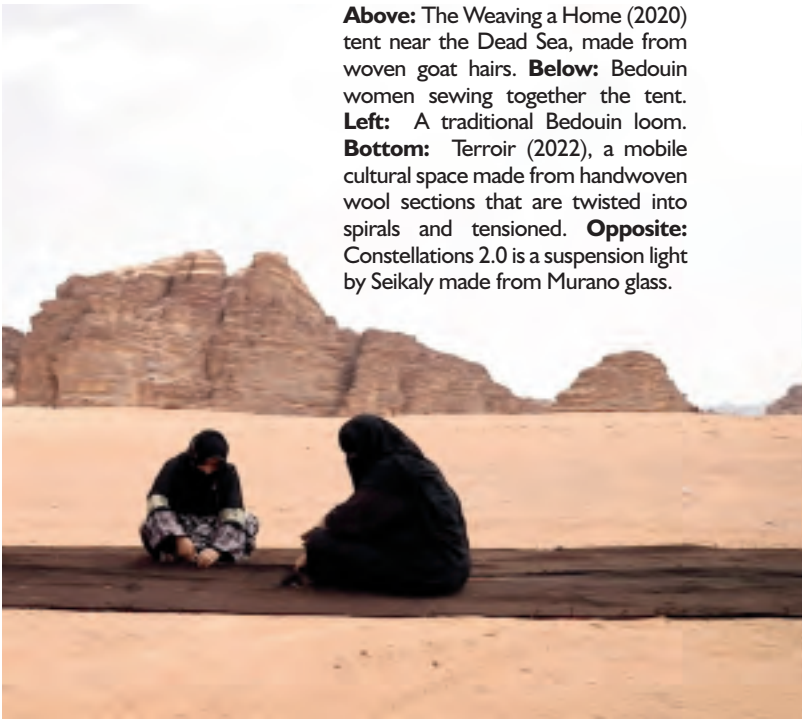 Above: The Weaving a Home (2020)
tent near the Dead Sea, made from
woven goat hairs. Below: Bedouin
women sewing together the tent.
Left: A traditional Bedouin loom.
Bottom: Terroir (2022), a mobile
cultural space made from handwoven
wool sections that are twisted into
spirals and tensioned. Opposite:
Constellations 2.0 is a suspension light
by Seikaly made from Murano glass.